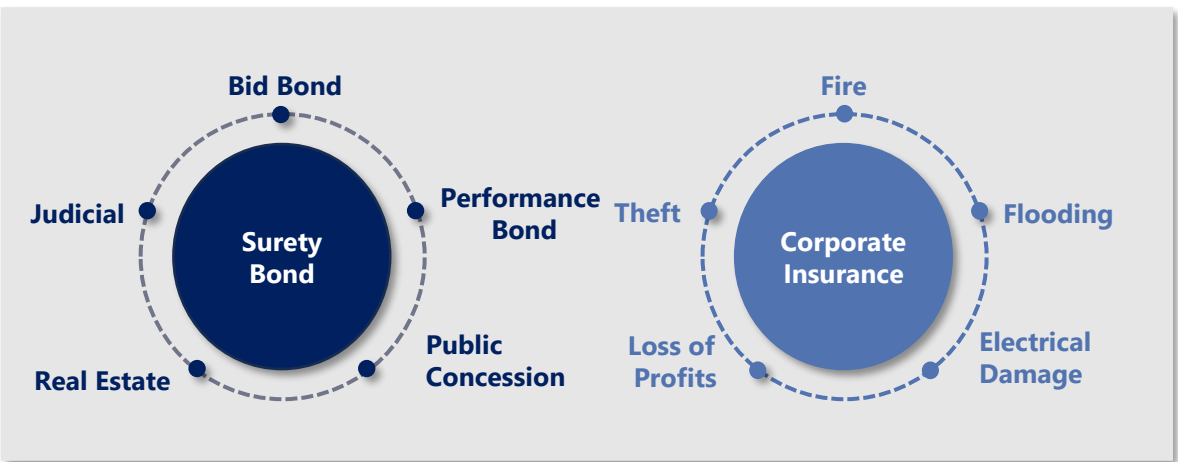 Bid Bond
Judicial
Performance
Bond
Surety
Bond
Real Estate
Public
Concession
Fire
Theft
Flooding
Corporate
Insurance
Loss of
Profits
Electrical
Damage